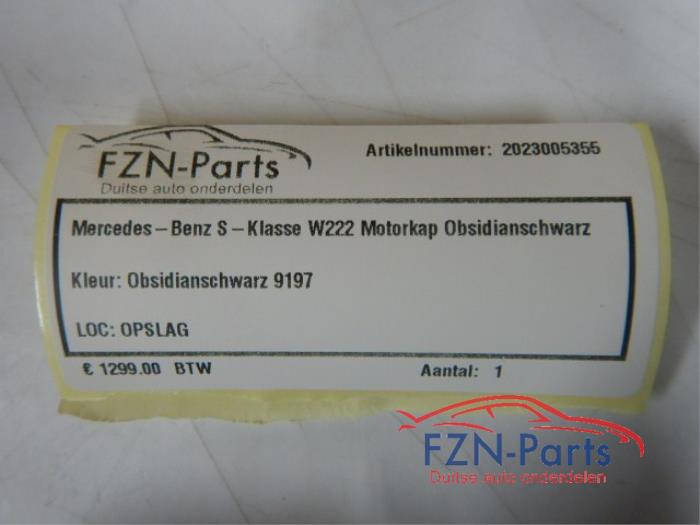 FZN-Parts
Duitse auto onderdelen
Artikelnummer: 2023005355
Mercedes-Benz S-Klasse W222 Motorkap Obsidianschwarz
Kleur: Obsidianschwarz 9197
LOC: OPSLAG
€ 1299.00 BTW
Aantal: 1
FZN-Parts
Duitse auto onderdelen